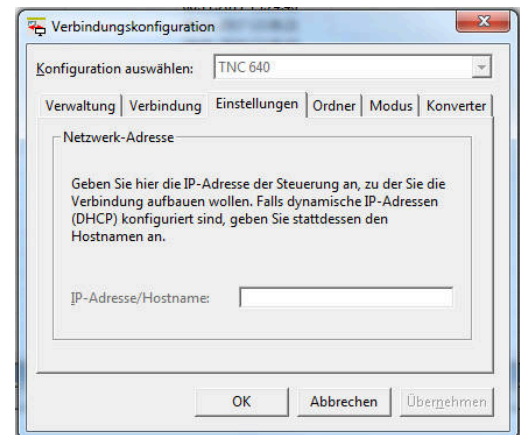 Verbindungskonfiguration
Konfiguration auswählen: TNC 640
Verwaltung Verbindung Einstellungen Ordner Modus Konverter
Netzwerk-Adresse
Geben Sie hier die IP-Adresse der Steuerung an, zu der Sie die
Verbindung aufbauen wollen. Falls dynamische IP-Adressen
(DHCP) konfiguriert sind, geben Sie stattdessen den
Hostnamen an.
IP-Adresse/Hostname:
OK Abbrechen Übernehmen